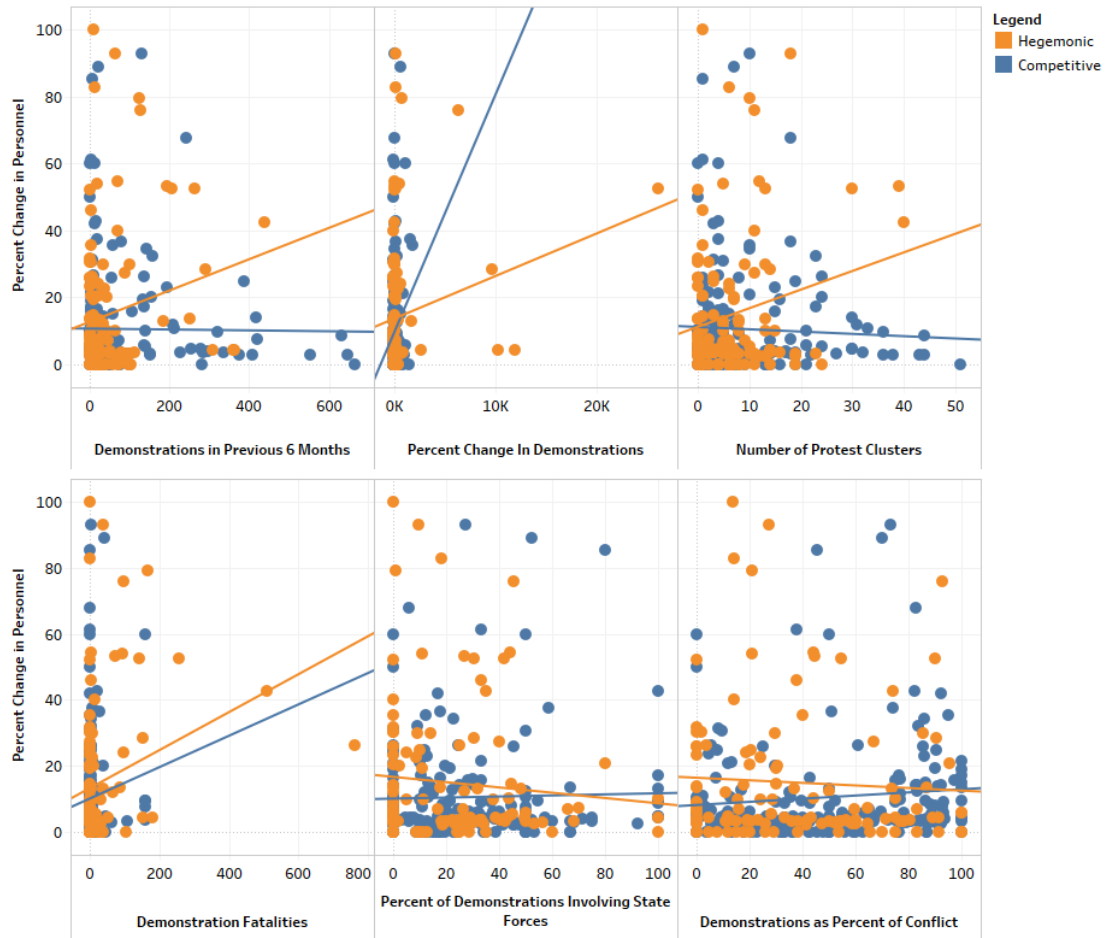 Legend
Hegemonic
Competitive
Percent Change in Personnel
100
80
60
40
20
0
0 200 400 600
0K 10K 20K
0 10 20 30 40 50
Demonstrations in Previous 6 Months
Percent Change In Demonstrations
Number of Protest Clusters
Percent Change in Personnel
100
80
60
40
20
0
0 200 400 600 800
0 20 40 60 80 100
0 20 40 60 80 100
Demonstration Fatalities
Percent of Demonstrations Involving State
Forces
Demonstrations as Percent of Conflict